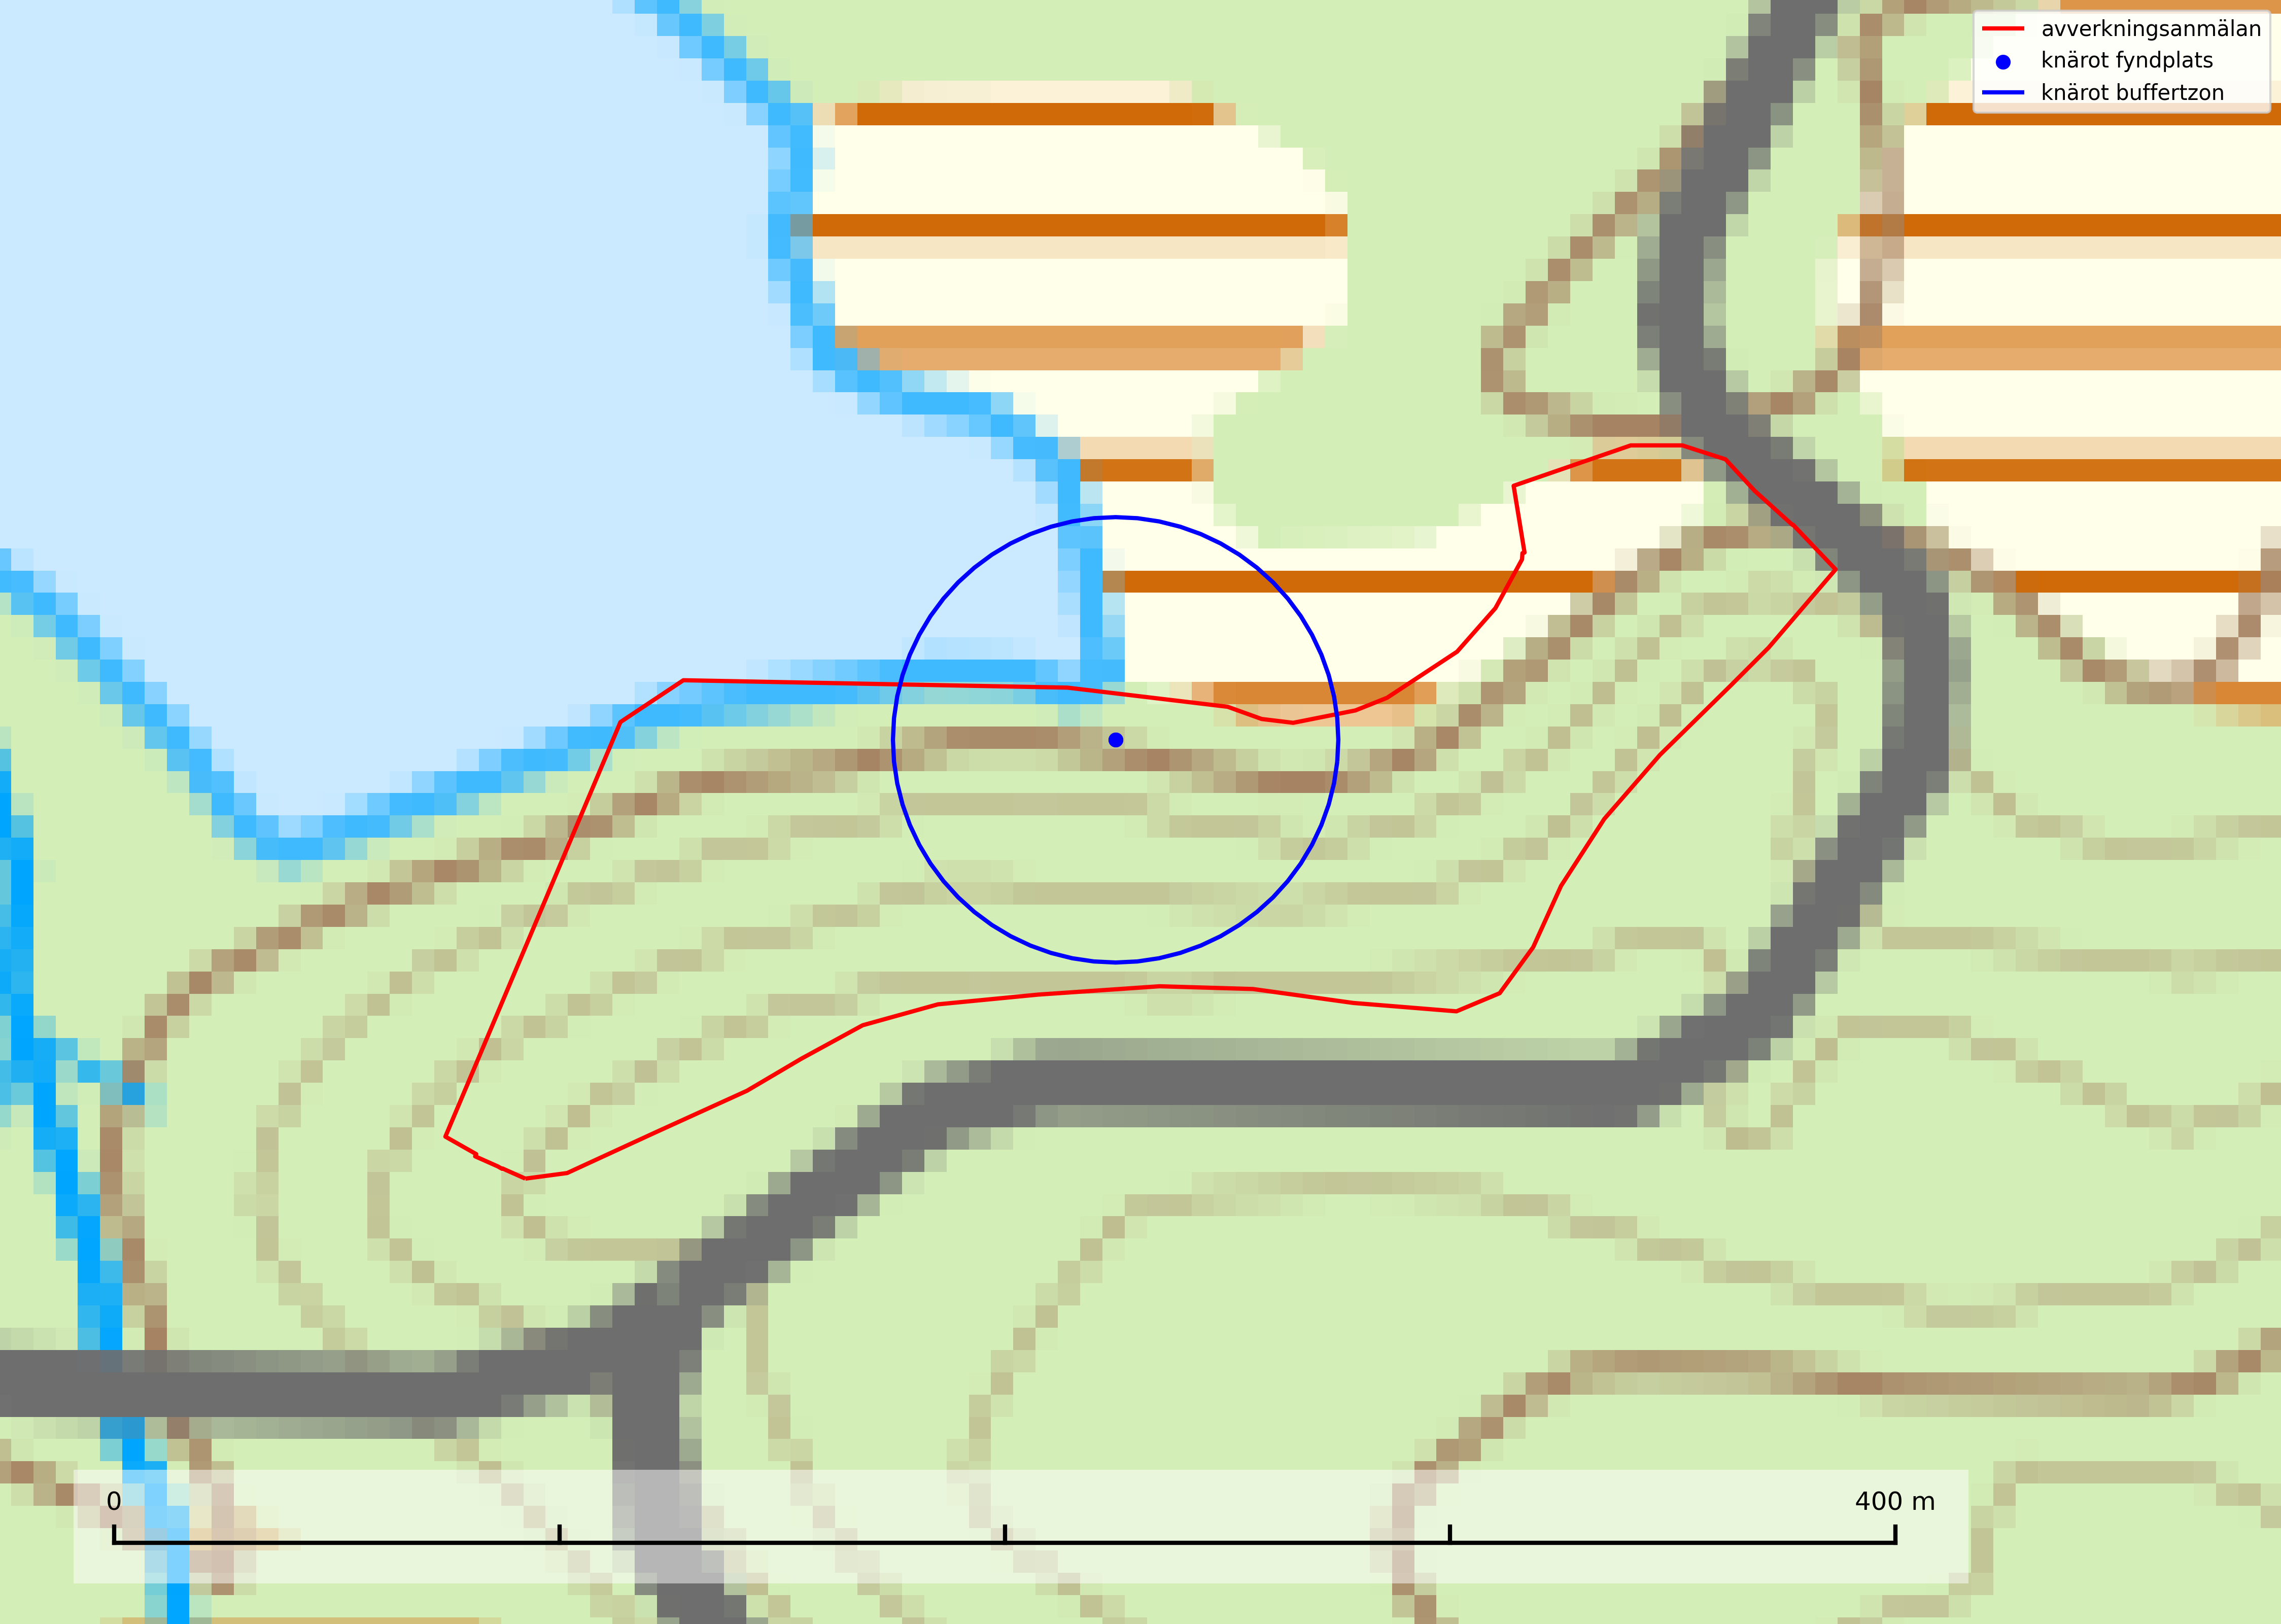 avverkningsanmälan
knärot fyndplats
knärot buffertzon
0
400 m